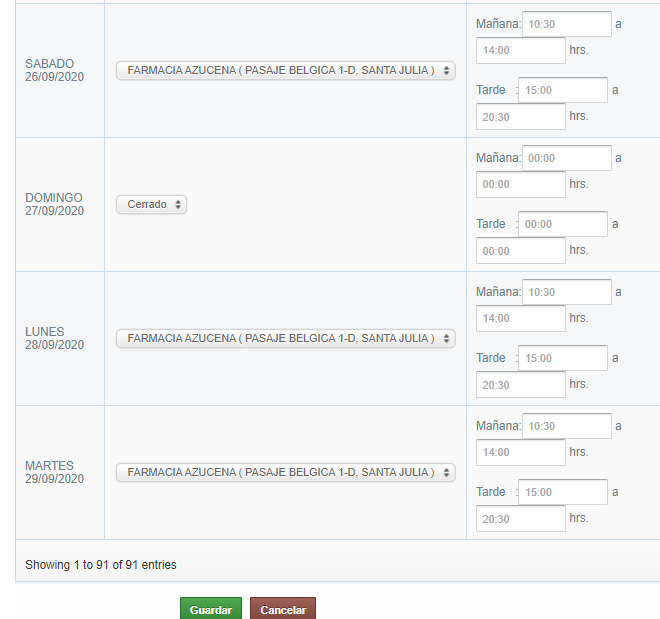 Mañana: 10:30 a
14:00 hrs.
SABADO
26/09/2020
FARMACIA AZUCENA ( PASAJE BELGICA 1-D, SANTA JULIA )
Tarde : 15:00 a
20:30 hrs.
Mañana: 00:00 a
00:00 hrs.
DOMINGO
27/09/2020
Cerrado
Tarde : 00:00 a
00:00 hrs.
Mañana: 10:30 a
14:00 hrs.
LUNES
28/09/2020
FARMACIA AZUCENA ( PASAJE BELGICA 1-D, SANTA JULIA )
Tarde : 15:00 a
20:30 hrs.
Mañana: 10:30 a
14:00 hrs.
MARTES
29/09/2020
FARMACIA AZUCENA ( PASAJE BELGICA 1-D, SANTA JULIA )
Tarde : 15:00 a
20:30 hrs.
Showing 1 to 91 of 91 entries
Guardar Cancelar